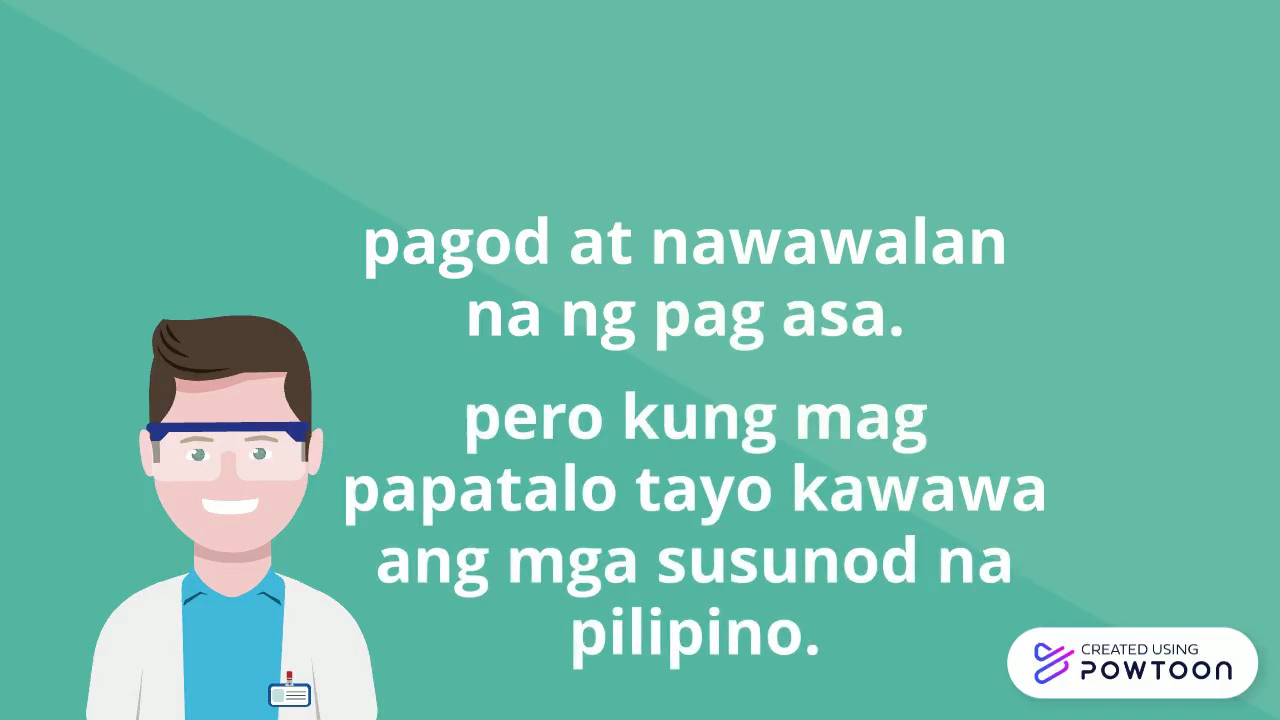 pagod at nawawalan
na ng pag asa.
pero kung mag
papatalo tayo kawawa
ang mga susunod na
pilipino.
CREATED USING
POWTOON